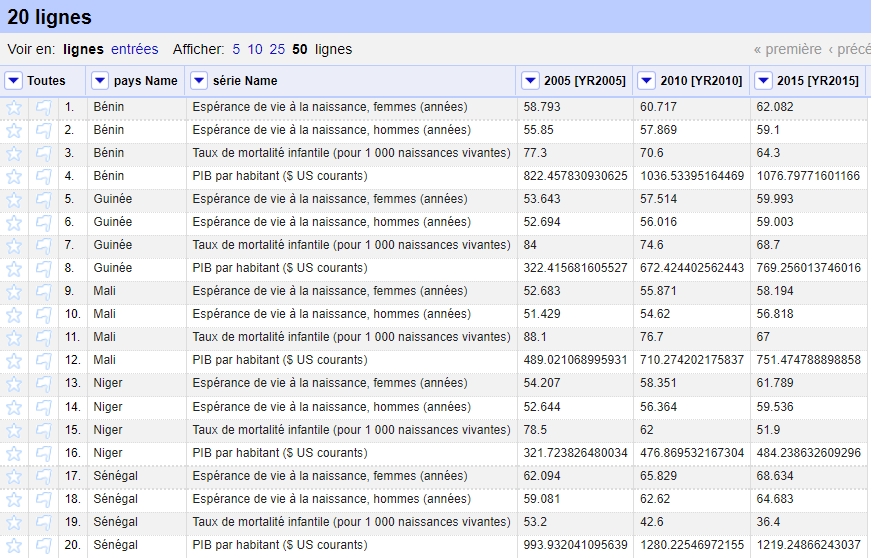 20 lignes
Voir en: lignes entrées Afficher: 5 10 25 50 lignes « première ‹ précé
Toutes pays Name série Name 2005 [YR2005] 2010 [YR2010] 2015 [YR2015]
1. Bénin Espérance de vie à la naissance, femmes (années) 58.793 60.717 62.082
2. Bénin Espérance de vie à la naissance, hommes (années) 55.85 57.869 59.1
3. Bénin Taux de mortalité infantile (pour 1 000 naissances vivantes) 77.3 70.6 64.3
4. Bénin PIB par habitant ($ US courants) 822.457830930625 1036.53395164469 1076.79771601166
5. Guinée Espérance de vie à la naissance, femmes (années) 53.643 57.514 59.993
6. Guinée Espérance de vie à la naissance, hommes (années) 52.694 56.016 59.003
7. Guinée Taux de mortalité infantile (pour 1 000 naissances vivantes) 84 74.6 68.7
8. Guinée PIB par habitant ($ US courants) 322.415681605527 672.424402562443 769.256013746016
9. Mali Espérance de vie à la naissance, femmes (années) 52.683 55.871 58.194
10. Mali Espérance de vie à la naissance, hommes (années) 51.429 54.62 56.818
11. Mali Taux de mortalité infantile (pour 1 000 naissances vivantes) 88.1 76.7 67
12. Mali PIB par habitant ($ US courants) 489.021068995931 710.274202175837 751.474788898858
13. Niger Espérance de vie à la naissance, femmes (années) 54.207 58.351 61.789
14. Niger Espérance de vie à la naissance, hommes (années) 52.644 56.364 59.536
15. Niger Taux de mortalité infantile (pour 1 000 naissances vivantes) 78.5 62 51.9
16. Niger PIB par habitant ($ US courants) 321.723826480034 476.869532167304 484.238632609296
17. Sénégal Espérance de vie à la naissance, femmes (années) 62.094 65.829 68.634
18. Sénégal Espérance de vie à la naissance, hommes (années) 59.081 62.62 64.683
19. Sénégal Taux de mortalité infantile (pour 1 000 naissances vivantes) 53.2 42.6 36.4
20. Sénégal PIB par habitant ($ US courants) 993.932041095639 1280.22546972155 1219.24866243037